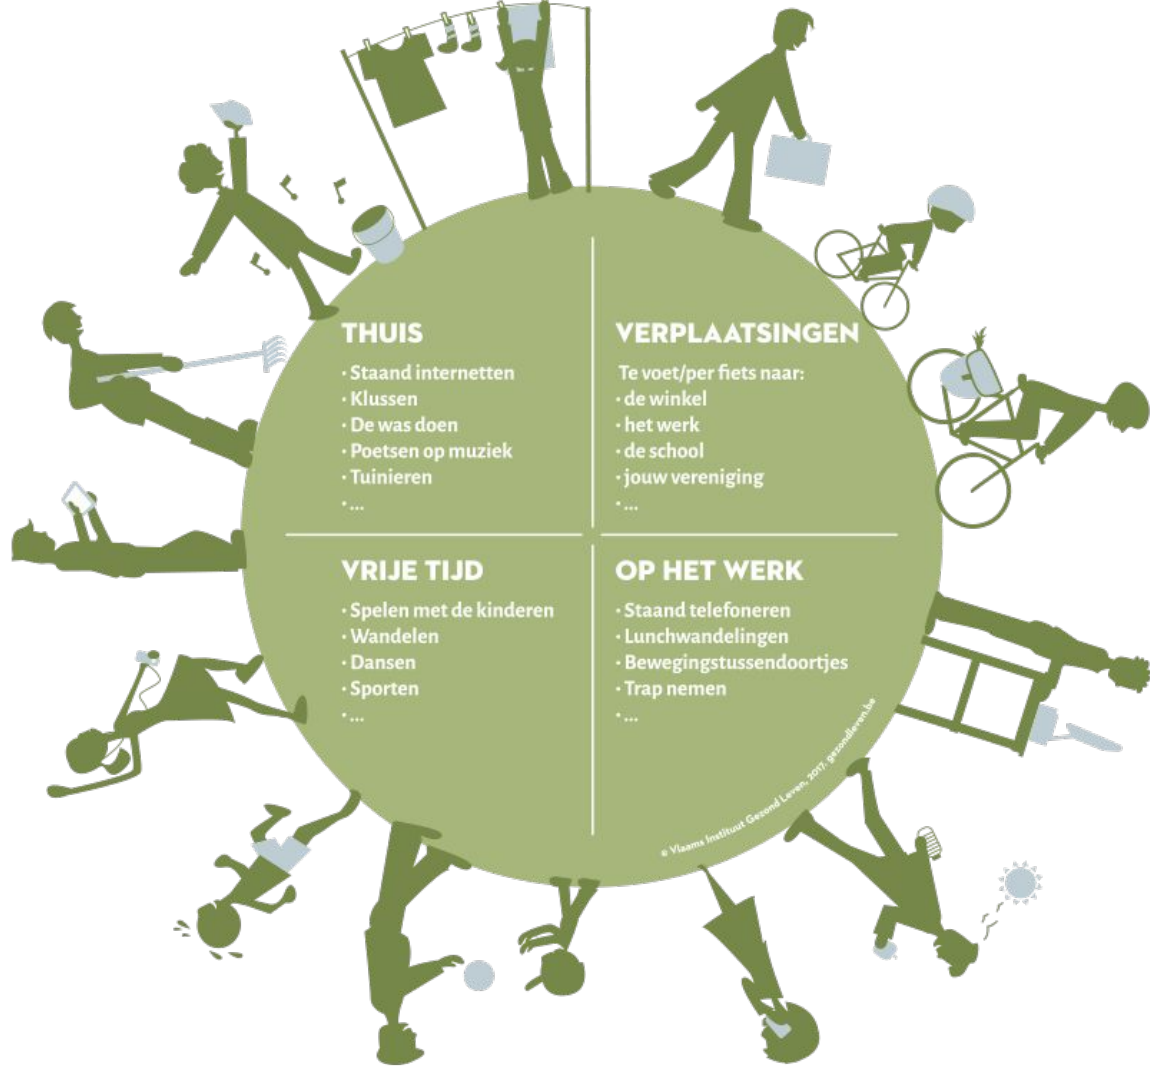 THUIS
· Staand internetten
· Klussen
· De was doen
· Poetsen op muziek
· Tuinieren
· ...
VERPLAATSINGEN
Te voet/per fiets naar:
· de winkel
· het werk
· de school
· jouw vereniging
· ...
VRIJE TIJD
· Spelen met de kinderen
· Wandelen
· Dansen
· Sporten
· ...
OP HET WERK
· Staand telefoneren
· Lunchwandelingen
· Bewegingstussendoortjes
· Trap nemen
· ...
© Vlaams Instituut Gezond Leven, 2017. gezondleven.be